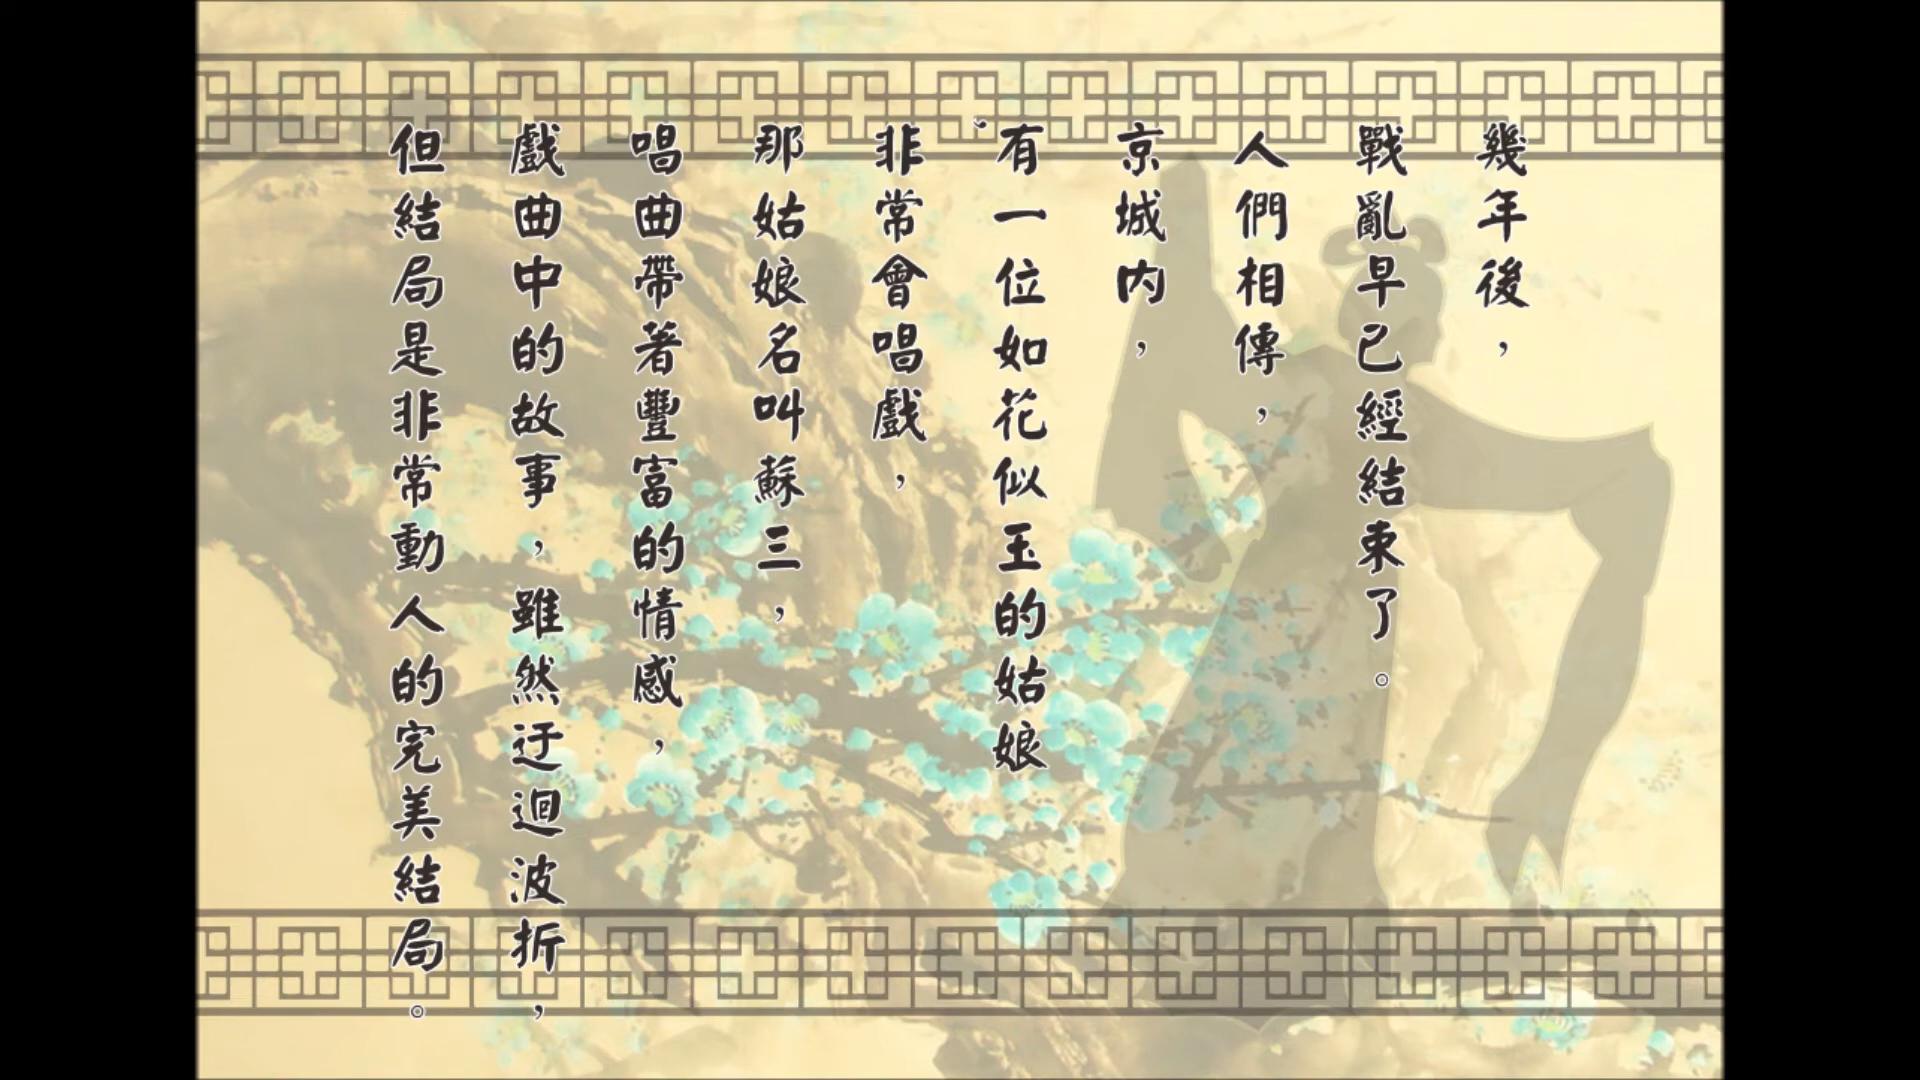 幾年後，
戰亂早已經結束了。
人們相傳，
京城内，
有一位如花似玉的姑娘
非常會唱戲，
那姑娘名叫蘇三，
唱曲帶著豐富的情感，
戲曲中的故事，雖然迂迴波折，
但結局是非常動人的完美結局。